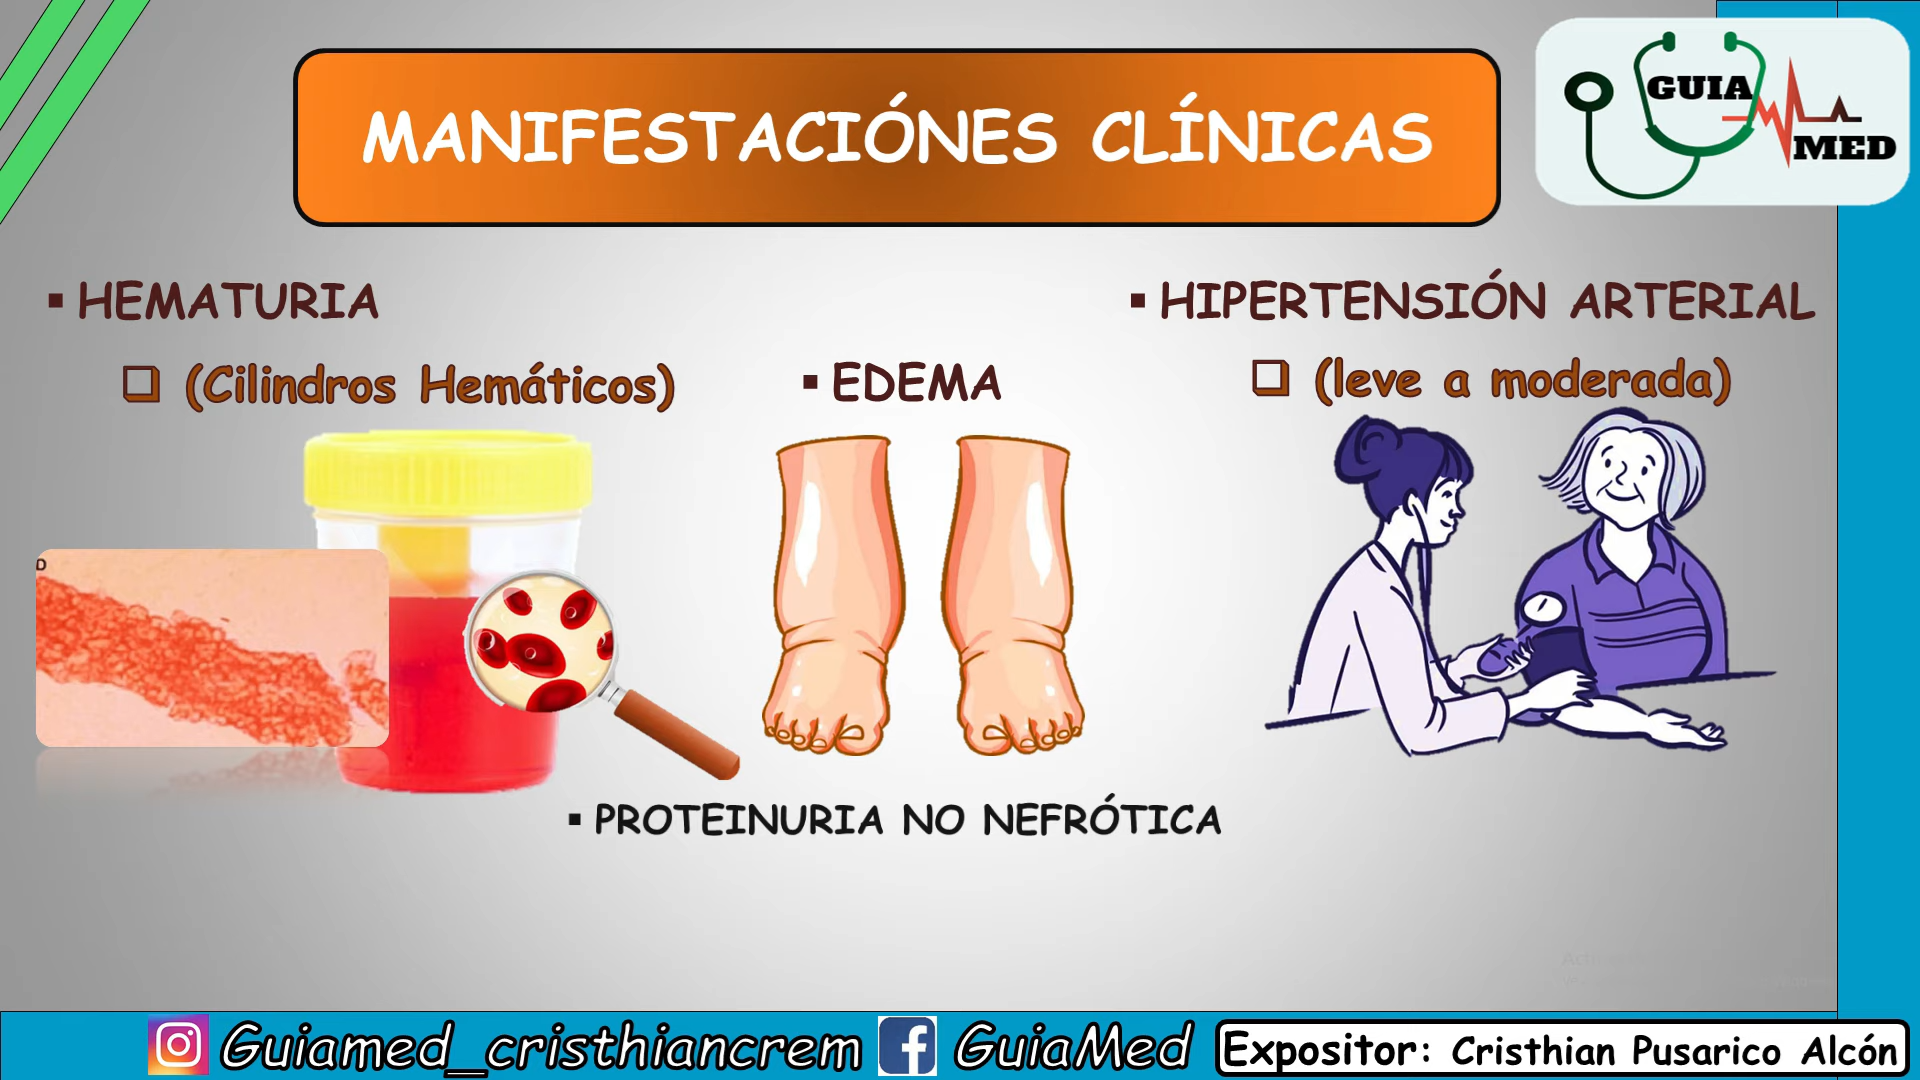 MANIFESTACIÓNES CLÍNICAS
GUIA
MED
▪ HEMATURIA
❑ (Cilindros Hemáticos)
▪ EDEMA
▪ HIPERTENSIÓN ARTERIAL
❑ (leve a moderada)
D
▪ PROTEINURIA NO NEFRÓTICA
Guiamed_cristhiancrem
GuiaMed
Expositor: Cristhian Pusarico Alcón